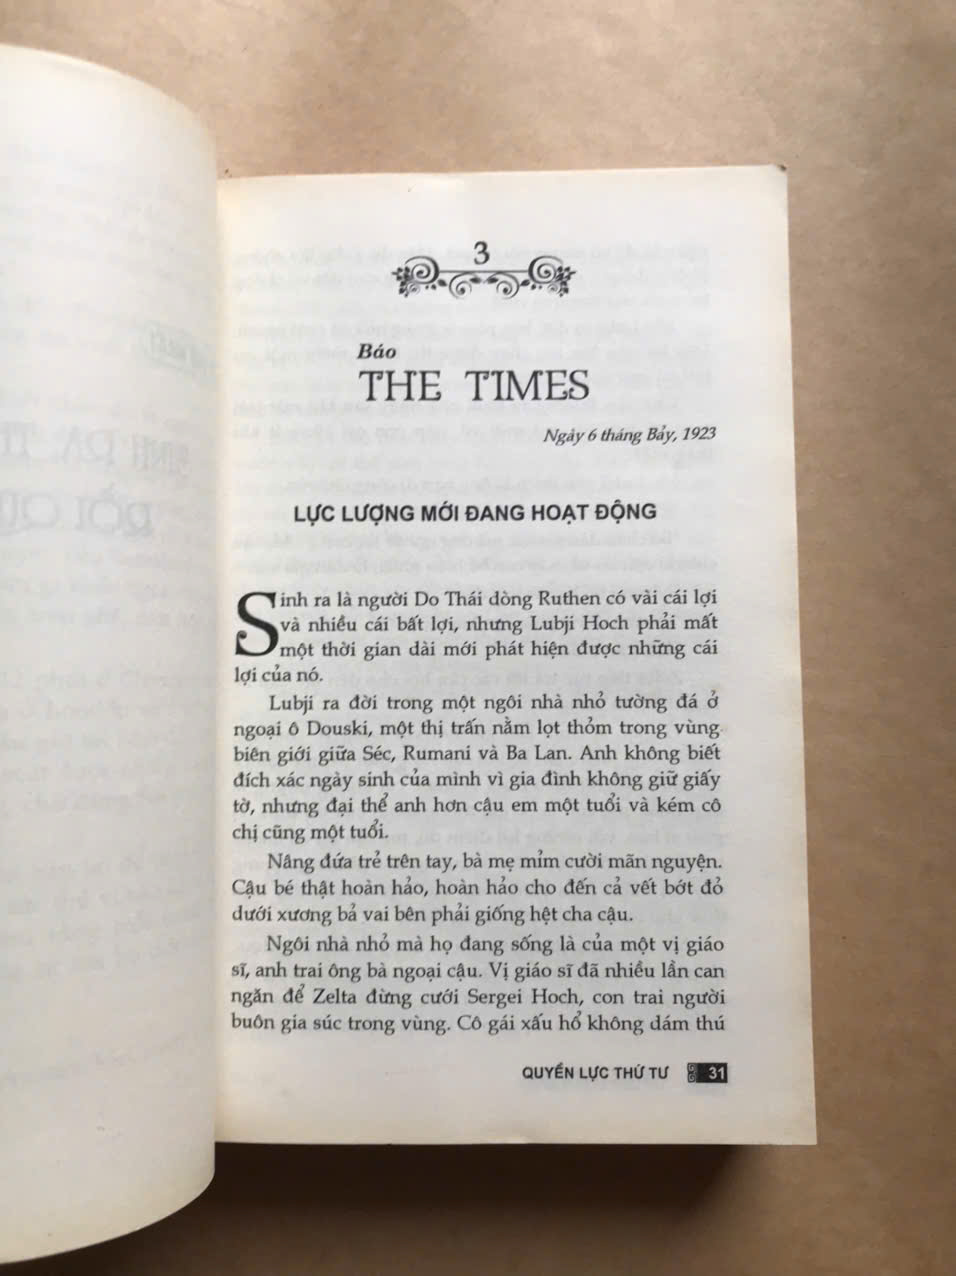 3
Báo
THE TIMES
Ngày 6 tháng Bảy, 1923
LỰC LƯỢNG MỚI ĐANG HOẠT ĐỘNG
Sinh ra là người Do Thái dòng Ruthen có vài cái lợi
và nhiều cái bất lợi, nhưng Lubji Hoch phải mất
một thời gian dài mới phát hiện được những cái
lợi của nó.
Lubji ra đời trong một ngôi nhà nhỏ tường đá ở
ngoại ô Douski, một thị trấn nằm lọt thỏm trong vùng
biên giới giữa Séc, Rumani và Ba Lan. Anh không biết
đích xác ngày sinh của mình vì gia đình không giữ giấy
tờ, nhưng đại thể anh hơn cậu em một tuổi và kém cô
chị cũng một tuổi.
Nâng đứa trẻ trên tay, bà mẹ mỉm cười mãn nguyện.
Cậu bé thật hoàn hảo, hoàn hảo cho đến cả vết bớt đỏ
dưới xương bả vai bên phải giống hệt cha cậu.
Ngôi nhà nhỏ mà họ đang sống là của một vị giáo
sĩ, anh trai ông bà ngoại cậu. Vị giáo sĩ đã nhiều lần can
ngăn để Zelta đừng cưới Sergei Hoch, con trai người
buôn gia súc trong vùng. Cô gái xấu hổ không dám thú
QUYỀN LỰC THỨ TƯ 31